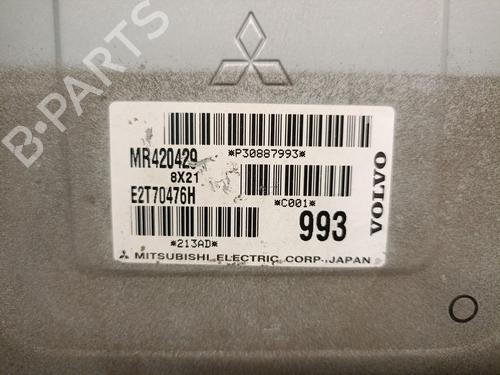 B-PARTS
MR420429
*P30887993*
8X21
E2T70476H
*C001*
993
*213AD*
MITSUBISHI ELECTRIC CORP.,JAPAN
VOLVO